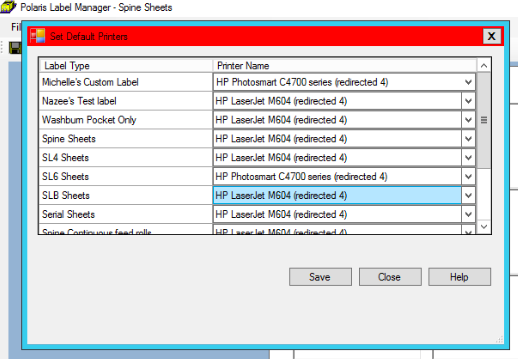 Polaris Label Manager - Spine Sheets
Set Default Printers
X
Label Type Printer Name
Michelle's Custom Label HP Photosmart C4700 series (redirected 4)
Nazee's Test label HP LaserJet M604 (redirected 4)
Washburn Pocket Only HP LaserJet M604 (redirected 4)
Spine Sheets HP LaserJet M604 (redirected 4)
SL4 Sheets HP LaserJet M604 (redirected 4)
SL6 Sheets HP Photosmart C4700 series (redirected 4)
SLB Sheets HP LaserJet M604 (redirected 4)
Serial Sheets HP LaserJet M604 (redirected 4)
Spine Continuous feed rolls HP LaserJet M604 (redirected 4)
Save Close Help